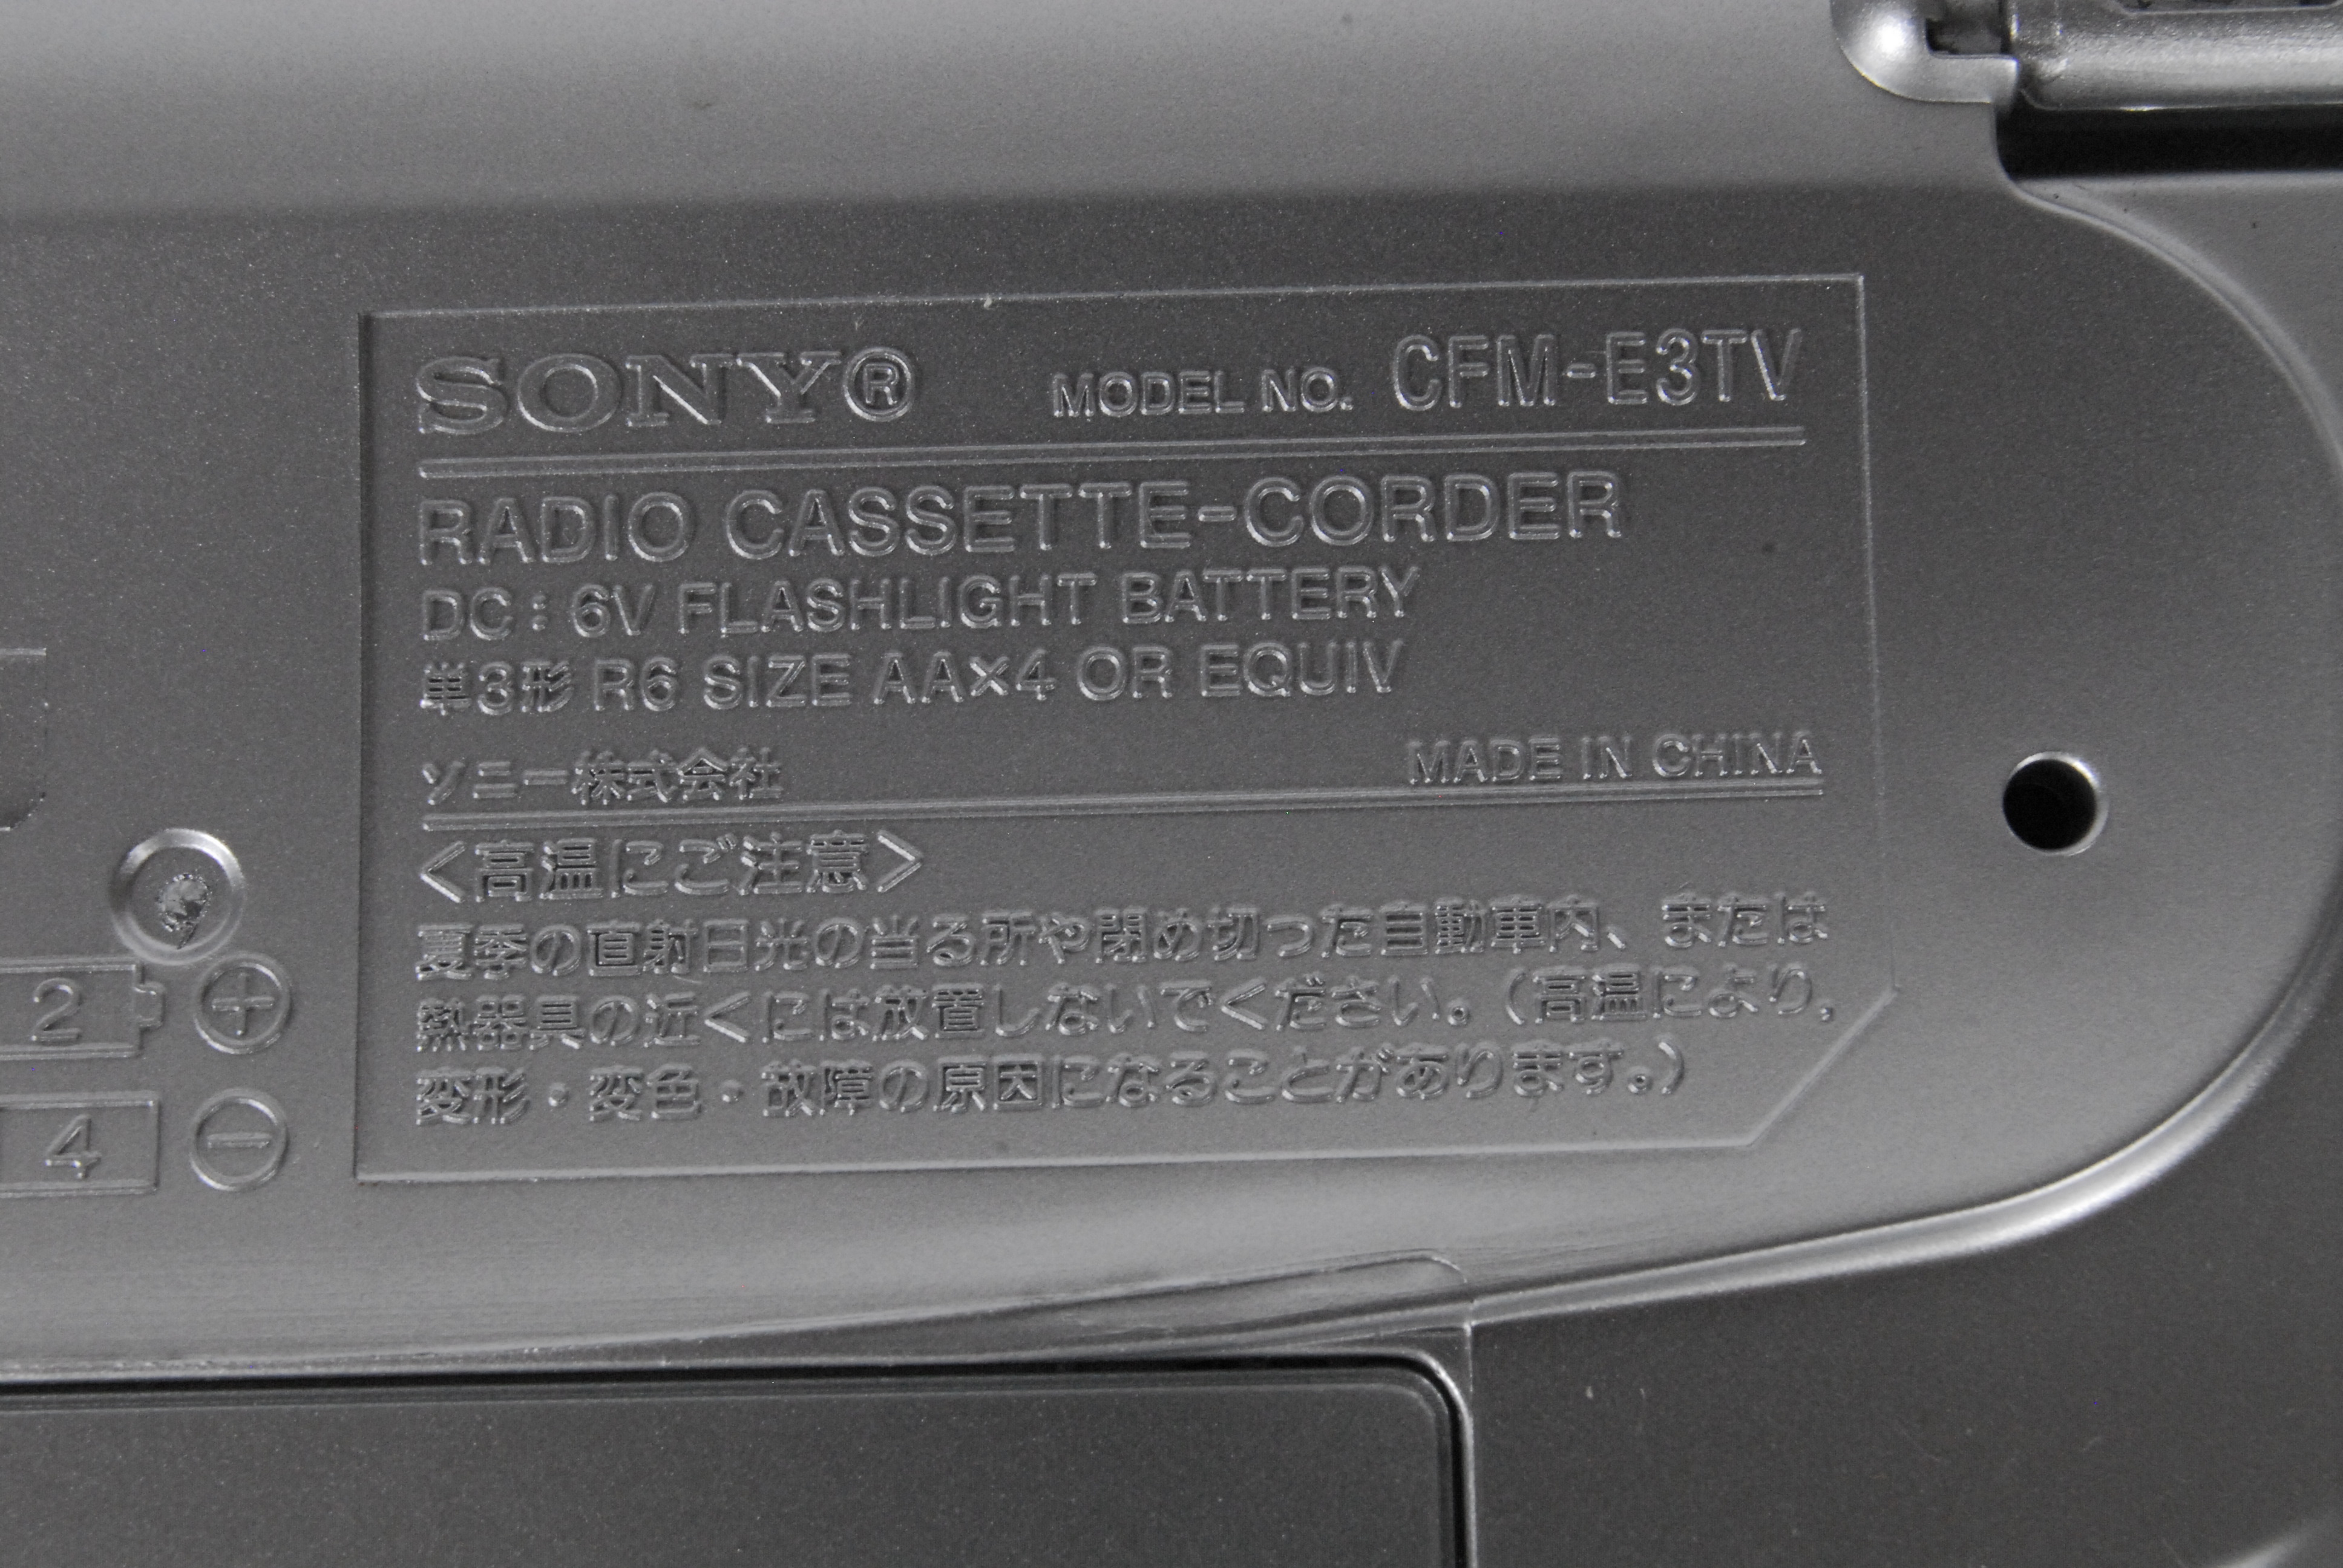 SONY® MODEL NO. CFM-E3TV
RADIO CASSETTE-CORDER
DC : 6V FLASHLIGHT BATTERY
単3形 R6 SIZE AA×4 OR EQUIV
ソニー株式会社 MADE IN CHINA
<高温にご注意>
夏季の直射日光の当る所や閉め切った自動車内、または
熱器具の近くには放置しないでください。(高温により,
変形・変色・故障の原因になることがあります。)
2 ⊕
4 ⊖